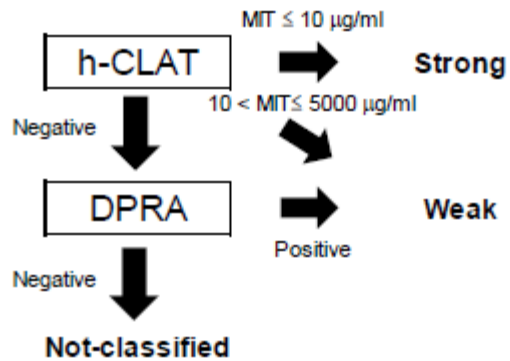 MIT ≤ 10 µg/ml
h-CLAT
Strong
10 < MIT≤ 5000 µg/ml
Negative
DPRA
Weak
Positive
Negative
Not-classified